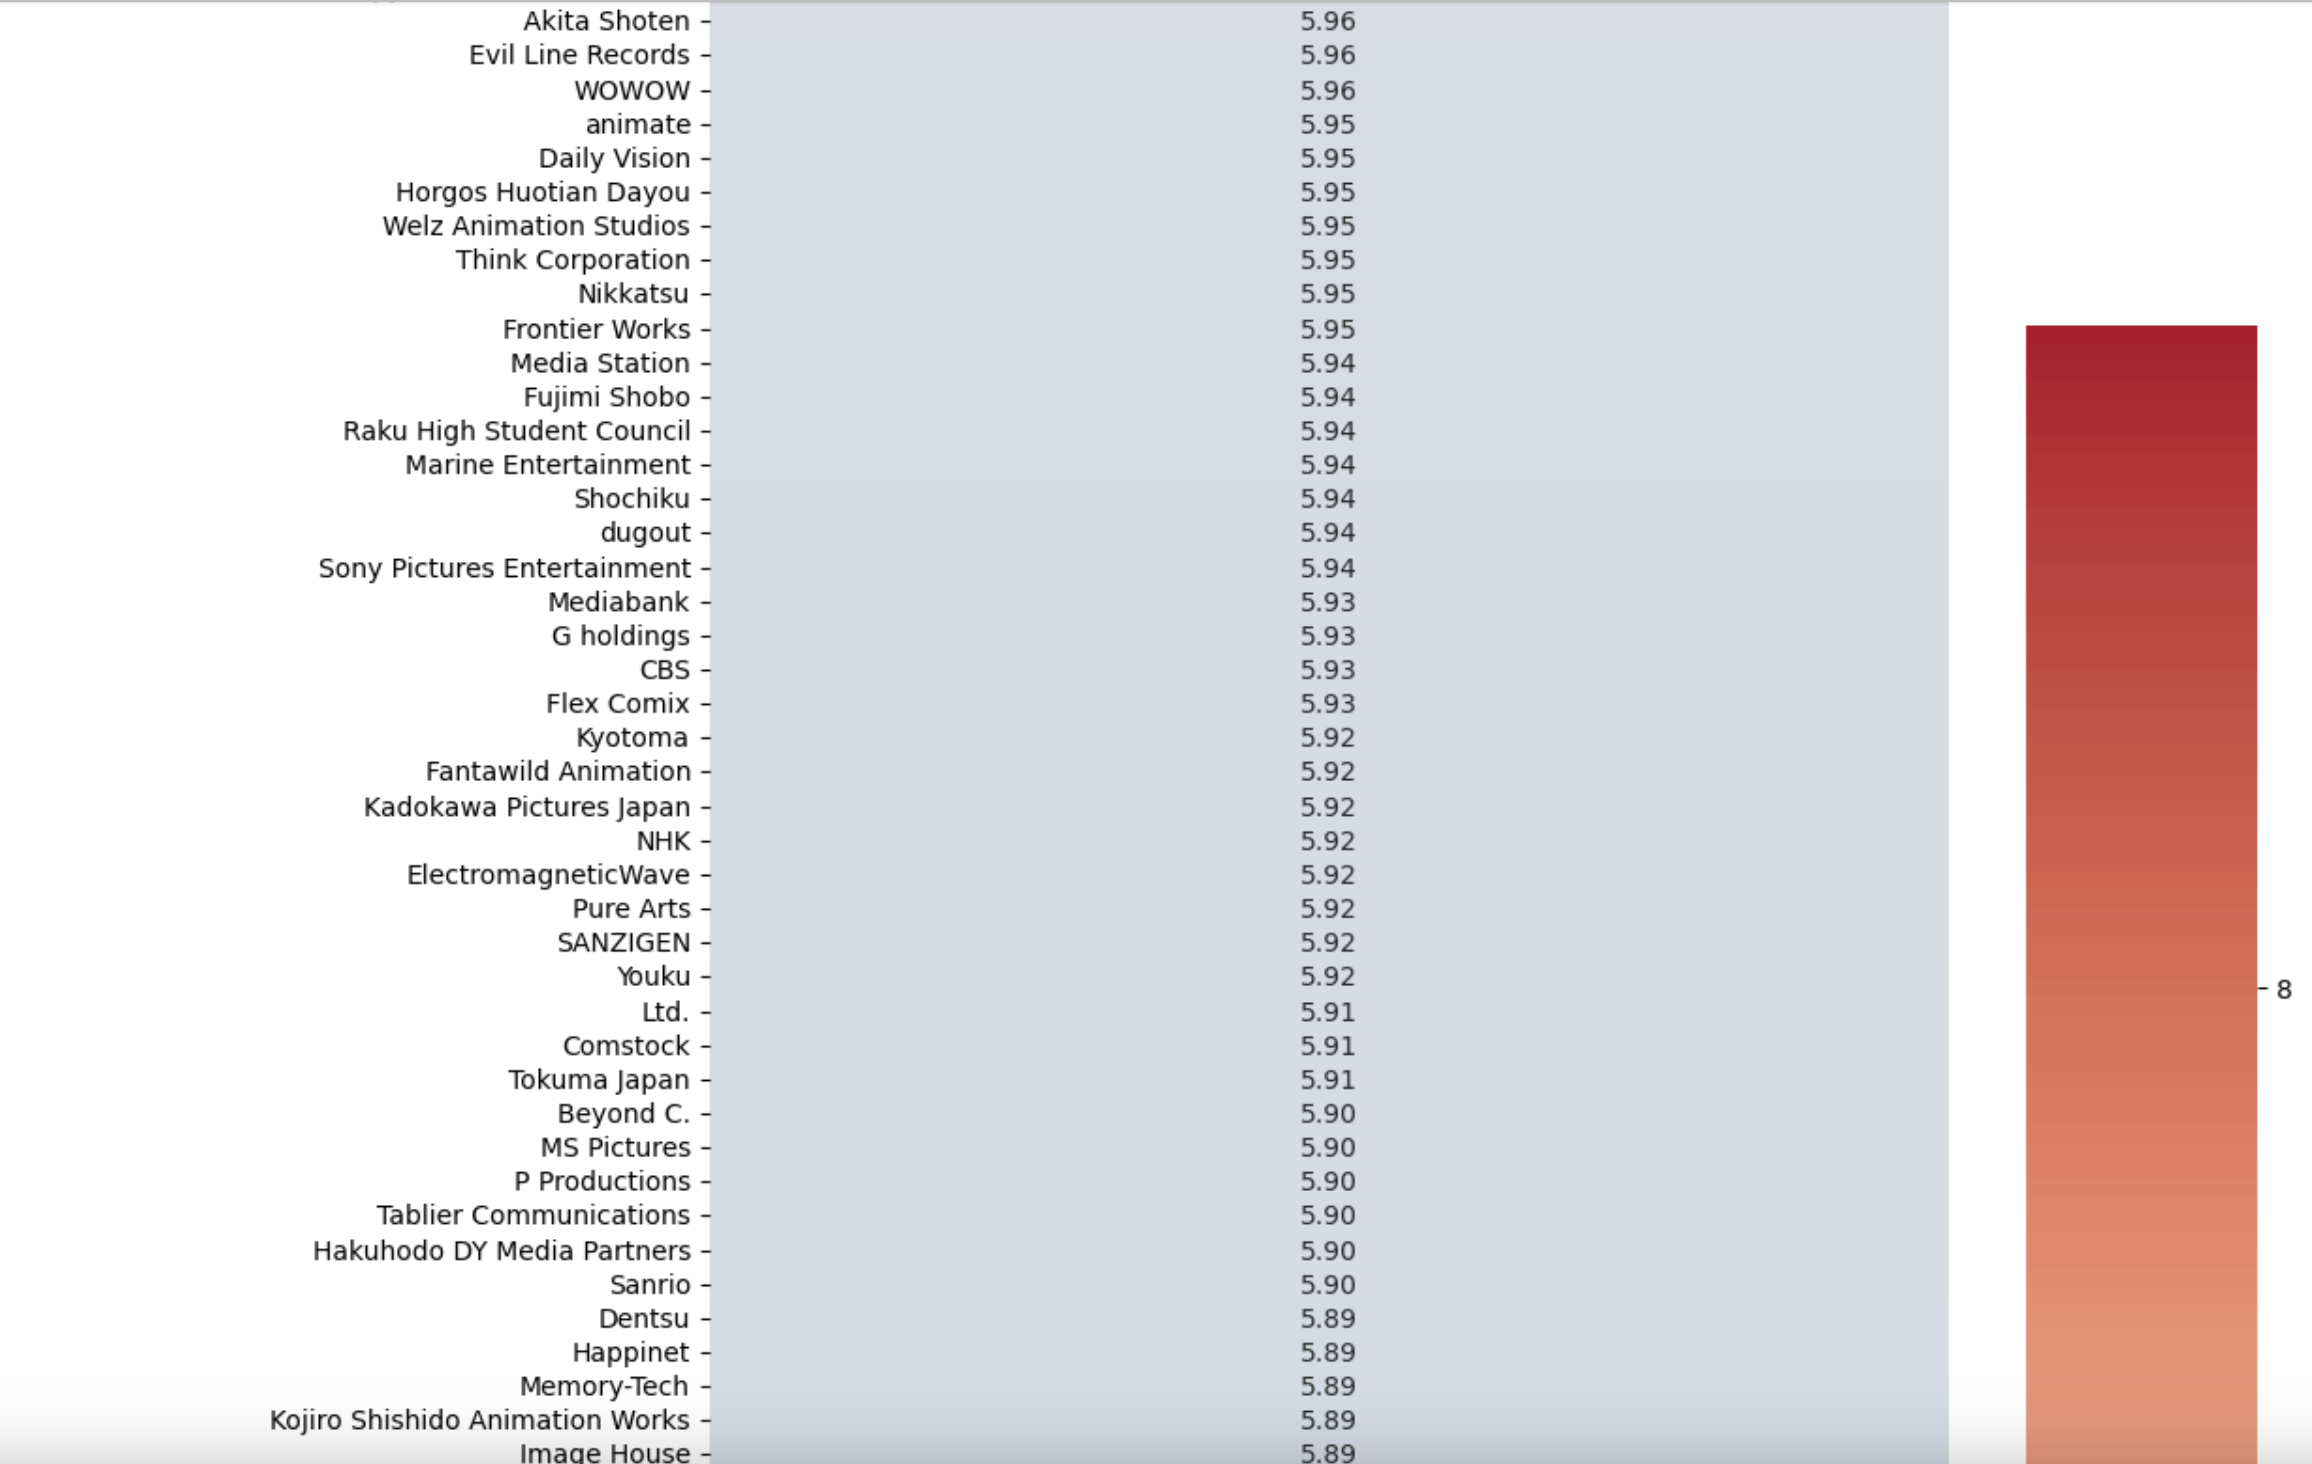 Akita Shoten 5.96
Evil Line Records 5.96
WOWOW 5.96
animate 5.95
Daily Vision 5.95
Horgos Huotian Dayou 5.95
Welz Animation Studios 5.95
Think Corporation 5.95
Nikkatsu 5.95
Frontier Works 5.95
Media Station 5.94
Fujimi Shobo 5.94
Raku High Student Council 5.94
Marine Entertainment 5.94
Shochiku 5.94
dugout 5.94
Sony Pictures Entertainment 5.94
Mediabank 5.93
G holdings 5.93
CBS 5.93
Flex Comix 5.93
Kyotoma 5.92
Fantawild Animation 5.92
Kadokawa Pictures Japan 5.92
NHK 5.92
ElectromagneticWave 5.92
Pure Arts 5.92
SANZIGEN 5.92
Youku 5.92
Ltd. 5.91
Comstock 5.91
Tokuma Japan 5.91
Beyond C. 5.90
MS Pictures 5.90
P Productions 5.90
Tablier Communications 5.90
Hakuhodo DY Media Partners 5.90
Sanrio 5.90
Dentsu 5.89
Happinet 5.89
Memory-Tech 5.89
Kojiro Shishido Animation Works 5.89
Image House 5.89
8